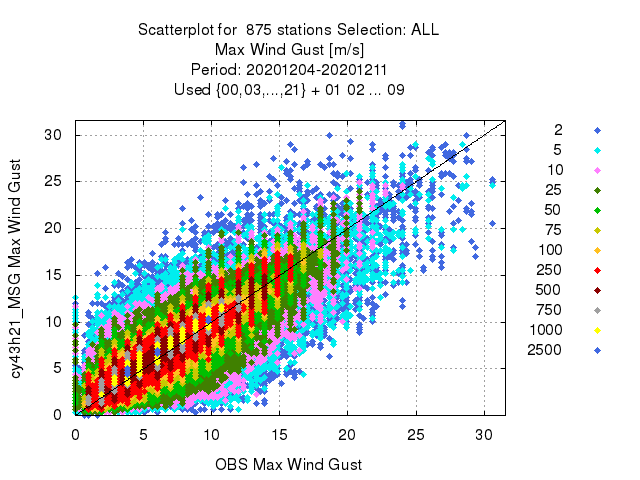 Scatterplot for 875 stations Selection: ALL
Max Wind Gust [m/s]
Period: 20201204-20201211
Used {00,03,...,21} + 01 02 ... 09
cy43h21_MSG Max Wind Gust
30
25
20
15
10
5
0
0 5 10 15 20 25 30
OBS Max Wind Gust
2
5
10
25
50
75
100
250
500
750
1000
2500